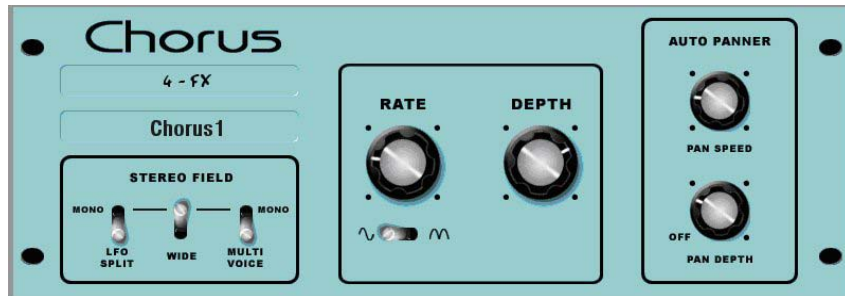 Chorus
4 - FX
Chorus1
STEREO FIELD
MONO
MONO
LFO
SPLIT
WIDE
MULTI
VOICE
RATE
DEPTH
AUTO PANNER
PAN SPEED
OFF
PAN DEPTH